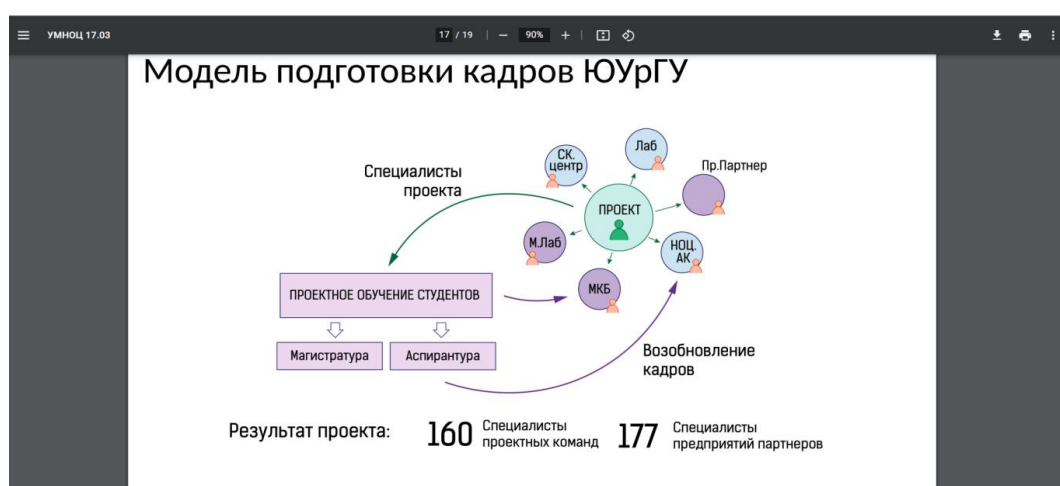 УМНОЦ 17.03
17 / 19 | — 90% + |
Модель подготовки кадров ЮУрГУ
Специалисты
проекта
СК.
центр
Лаб
Пр.Партнер
ПРОЕКТ
М.Лаб
НОЦ.
АК
МКБ
ПРОЕКТНОЕ ОБУЧЕНИЕ СТУДЕНТОВ
Магистратура
Аспирантура
Возобновление
кадров
Результат проекта:
160
Специалисты
проектных команд
177
Специалисты
предприятий партнеров